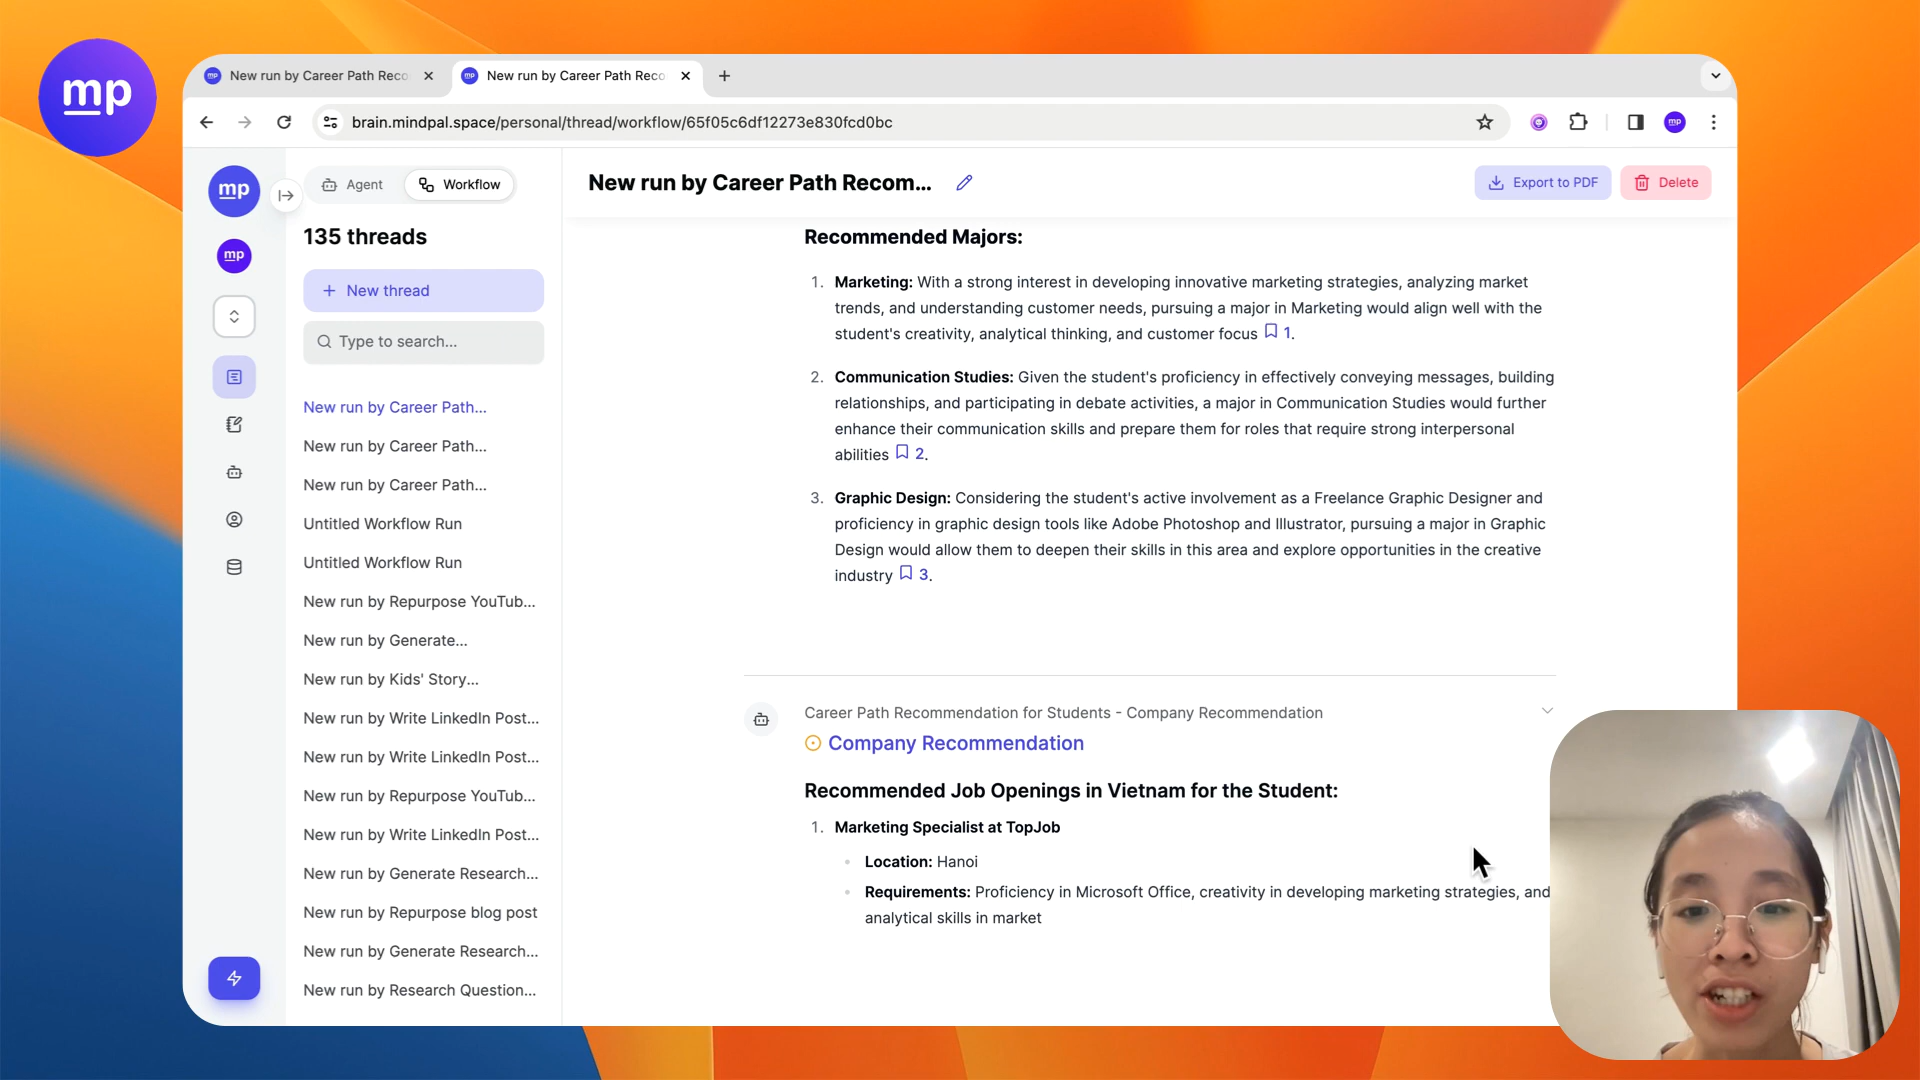 mp
New run by Career Path Reco
New run by Career Path Reco
brain.mindpal.space/personal/thread/workflow/65f05c6df12273e830fcd0bc
mp
mp
mp
Agent
Workflow
135 threads
New thread
Type to search...
New run by Career Path...
New run by Career Path...
New run by Career Path...
Untitled Workflow Run
Untitled Workflow Run
New run by Repurpose YouTub...
New run by Generate...
New run by Kids' Story...
New run by Write LinkedIn Post...
New run by Write LinkedIn Post...
New run by Repurpose YouTub...
New run by Write LinkedIn Post...
New run by Generate Research...
New run by Repurpose blog post
New run by Generate Research...
New run by Research Question...
New run by Career Path Recom...
Export to PDF
Delete
Recommended Majors:
1. Marketing: With a strong interest in developing innovative marketing strategies, analyzing market
trends, and understanding customer needs, pursuing a major in Marketing would align well with the
student's creativity, analytical thinking, and customer focus 1.
2. Communication Studies: Given the student's proficiency in effectively conveying messages, building
relationships, and participating in debate activities, a major in Communication Studies would further
enhance their communication skills and prepare them for roles that require strong interpersonal
abilities 2.
3. Graphic Design: Considering the student's active involvement as a Freelance Graphic Designer and
proficiency in graphic design tools like Adobe Photoshop and Illustrator, pursuing a major in Graphic
Design would allow them to deepen their skills in this area and explore opportunities in the creative
industry 3.
Career Path Recommendation for Students - Company Recommendation
Company Recommendation
Recommended Job Openings in Vietnam for the Student:
1. Marketing Specialist at TopJob
Location: Hanoi
Requirements: Proficiency in Microsoft Office, creativity in developing marketing strategies, and
analytical skills in market